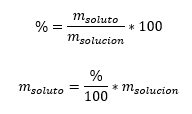 % = m_soluto / m_solucion * 100
m_soluto = % / 100 * m_solucion